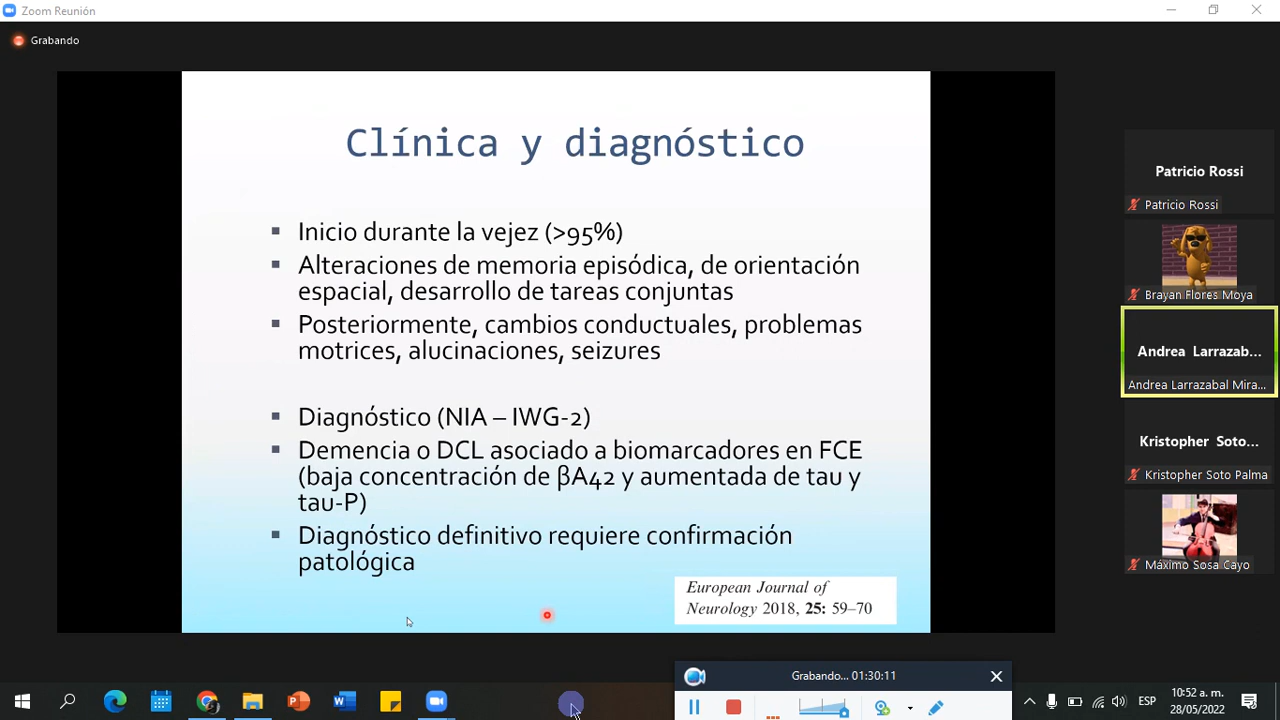 Zoom Reunión
Grabando
Clínica y diagnóstico
Inicio durante la vejez (>95%)
Alteraciones de memoria episódica, de orientación
espacial, desarrollo de tareas conjuntas
Posteriormente, cambios conductuales, problemas
motrices, alucinaciones, seizures
Diagnóstico (NIA – IWG-2)
Demencia o DCL asociado a biomarcadores en FCE
(baja concentración de βA42 y aumentada de tau y
tau-P)
Diagnóstico definitivo requiere confirmación
patológica
European Journal of
Neurology 2018, 25: 59–70
Patricio Rossi
Patricio Rossi
Brayan Flores Moya
Andrea Larrazab...
Andrea Larrazabal Mira...
Kristopher Soto...
Kristopher Soto Palma
Máximo Sosa Cayo
Grabando... 01:30:11
ESP
10:52 a. m.
28/05/2022